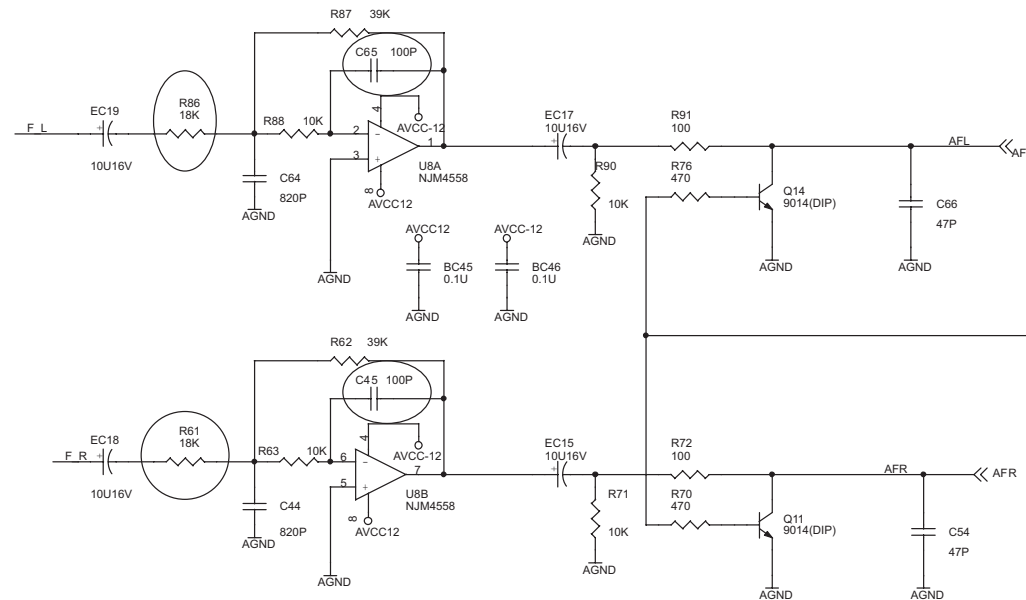 R87 39K
C65 100P
EC19
R86
18K
R88 10K
4
AVCC-12
EC17
10U16V
R91
100
F_L
2
1
AFL
AF
10U16V
3
U8A
NJM4558
R90
R76
470
C64
820P
8
AVCC12
10K
Q14
9014(DIP)
C66
47P
AGND
AGND
AGND
AGND
AGND
AVCC12
AVCC-12
BC45
0.1U
BC46
0.1U
AGND
AGND
R62 39K
C45 100P
EC18
R61
18K
R63 10K
4
AVCC-12
EC15
10U16V
R72
100
F_R
6
7
AFR
AFR
10U16V
5
U8B
NJM4558
R71
R70
470
C44
820P
8
AVCC12
10K
Q11
9014(DIP)
C54
47P
AGND
AGND
AGND
AGND
AGND